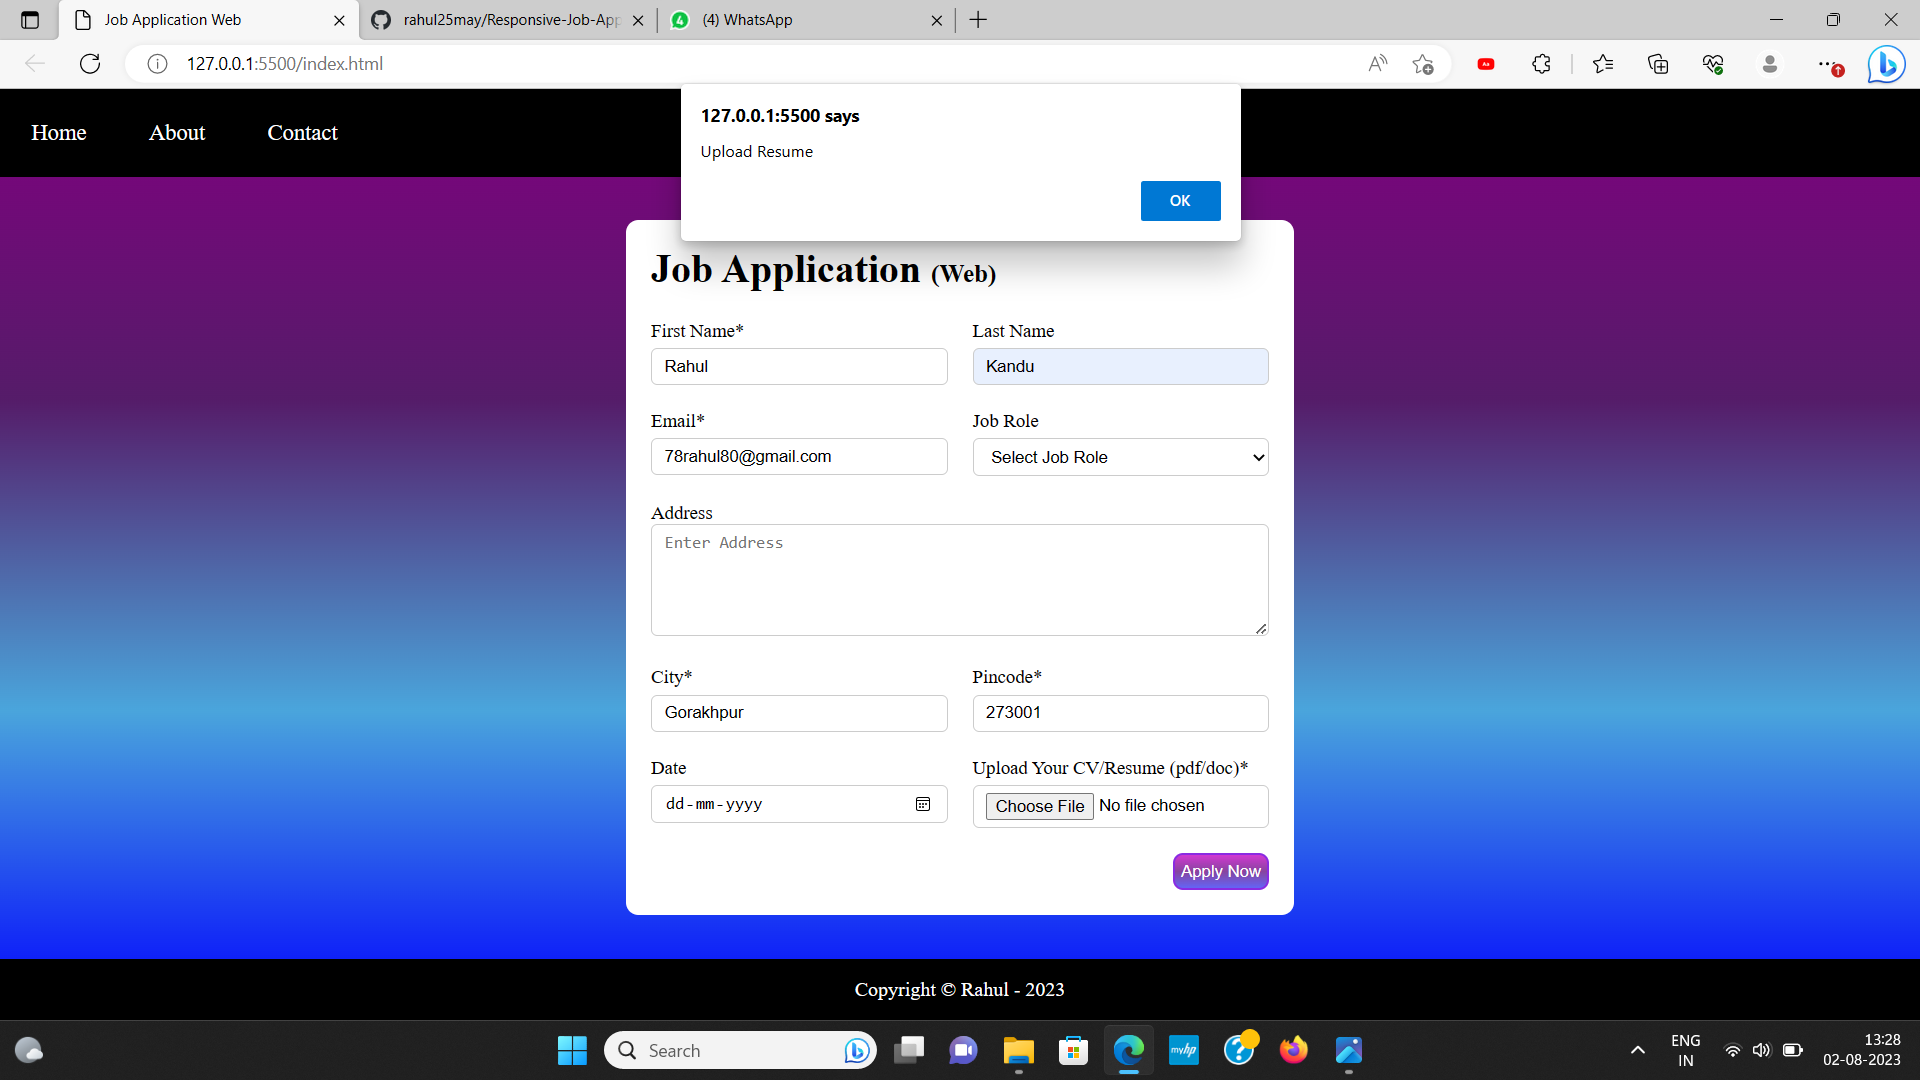 Job Application Web
rahul25may/Responsive-Job-App
(4) WhatsApp
127.0.0.1:5500/index.html
Home
About
Contact
127.0.0.1:5500 says
Upload Resume
OK
Job Application (Web)
First Name*
Last Name
Rahul
Kandu
Email*
Job Role
78rahul80@gmail.com
Select Job Role
Address
Enter Address
City*
Pincode*
Gorakhpur
273001
Date
Upload Your CV/Resume (pdf/doc)*
dd-mm-yyyy
Choose File No file chosen
Apply Now
Copyright © Rahul - 2023
Search
myhp
ENG
IN
13:28
02-08-2023